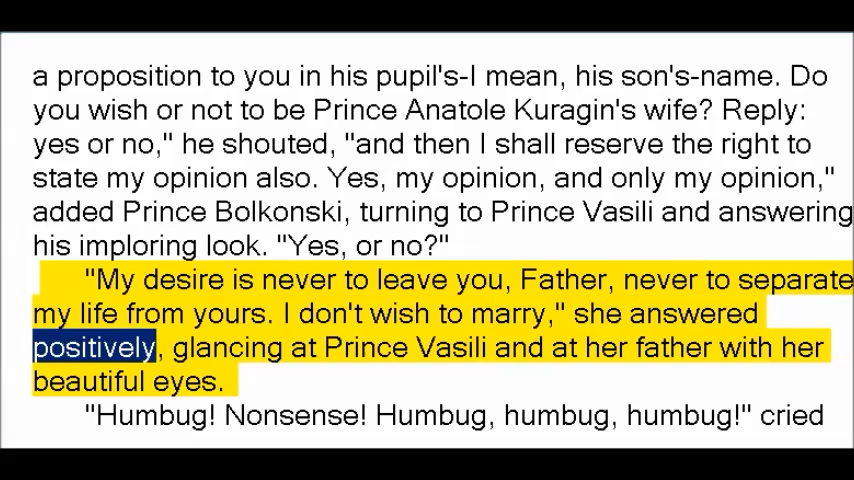 a proposition to you in his pupil's-I mean, his son's-name. Do
you wish or not to be Prince Anatole Kuragin's wife? Reply:
yes or no," he shouted, "and then I shall reserve the right to
state my opinion also. Yes, my opinion, and only my opinion,"
added Prince Bolkonski, turning to Prince Vasili and answering
his imploring look. "Yes, or no?"
"My desire is never to leave you, Father, never to separate
my life from yours. I don't wish to marry," she answered
positively, glancing at Prince Vasili and at her father with her
beautiful eyes.
"Humbug! Nonsense! Humbug, humbug, humbug!" cried